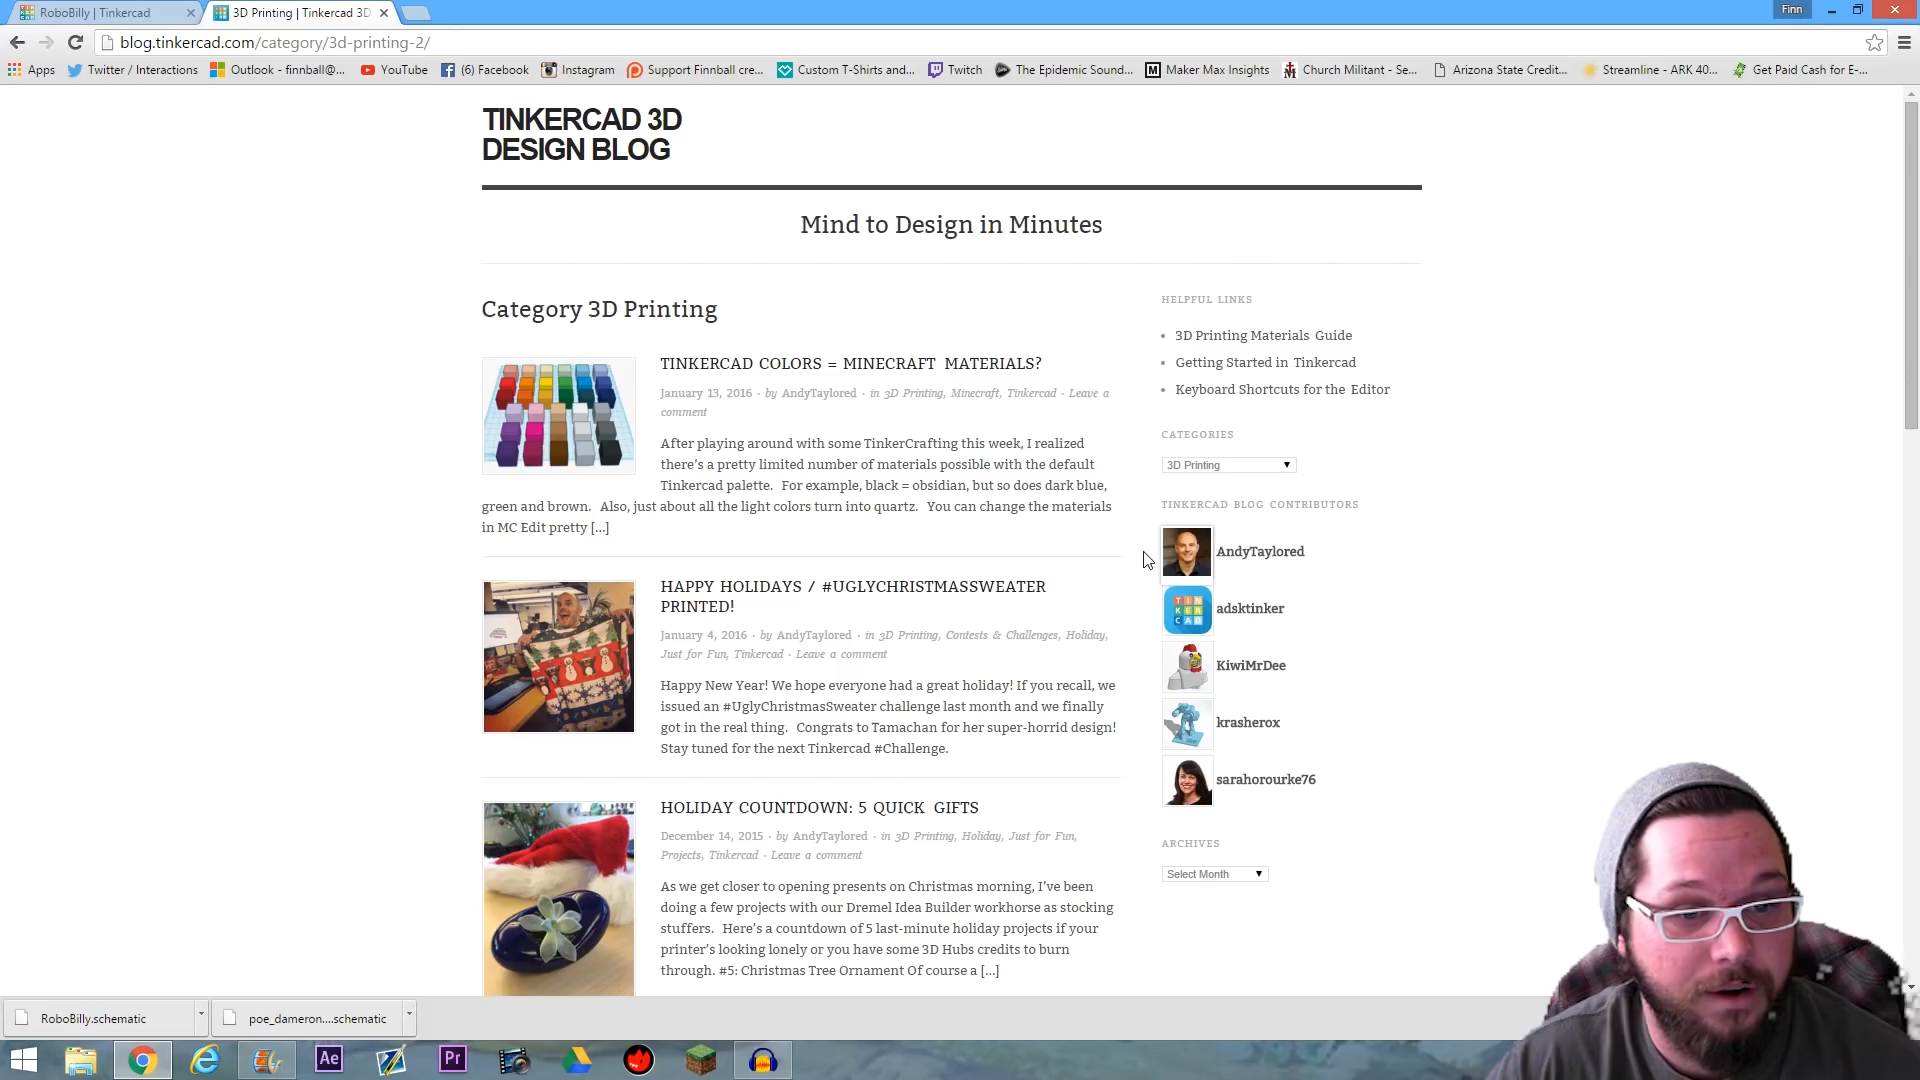 RoboBilly | Tinkercad
3D Printing | Tinkercad 3D
Finn
blog.tinkercad.com/category/3d-printing-2/
Apps
Twitter / Interactions
Outlook - finnball@...
YouTube
(6) Facebook
Instagram
Support Finnball cre...
Custom T-Shirts and...
Twitch
The Epidemic Sound...
Maker Max Insights
Church Militant - Se...
Arizona State Credit...
Streamline - ARK 40...
Get Paid Cash for E-...
TINKERCAD 3D
DESIGN BLOG
Mind to Design in Minutes
Category 3D Printing
TINKERCAD COLORS = MINECRAFT MATERIALS?
January 13, 2016 · by AndyTaylored · in 3D Printing, Minecraft, Tinkercad · Leave a
comment
After playing around with some TinkerCrafting this week, I realized
there's a pretty limited number of materials possible with the default
Tinkercad palette. For example, black = obsidian, but so does dark blue,
green and brown. Also, just about all the light colors turn into quartz. You can change the materials
in MC Edit pretty [...]
HAPPY HOLIDAYS / #UGLYCHRISTMASSWEATER
PRINTED!
January 4, 2016 · by AndyTaylored · in 3D Printing, Contests & Challenges, Holiday,
Just for Fun, Tinkercad · Leave a comment
Happy New Year! We hope everyone had a great holiday! If you recall, we
issued an #UglyChristmasSweater challenge last month and we finally
got in the real thing. Congrats to Tamachan for her super-horrid design!
Stay tuned for the next Tinkercad #Challenge.
HOLIDAY COUNTDOWN: 5 QUICK GIFTS
December 14, 2015 · by AndyTaylored · in 3D Printing, Holiday, Just for Fun,
Projects, Tinkercad · Leave a comment
As we get closer to opening presents on Christmas morning, I've been
doing a few projects with our Dremel Idea Builder workhorse as stocking
stuffers. Here's a countdown of 5 last-minute holiday projects if your
printer's looking lonely or you have some 3D Hubs credits to burn
through. #5: Christmas Tree Ornament Of course a [...]
HELPFUL LINKS
3D Printing Materials Guide
Getting Started in Tinkercad
Keyboard Shortcuts for the Editor
CATEGORIES
3D Printing
TINKERCAD BLOG CONTRIBUTORS
AndyTaylored
TIN
KER
CAD
adsktinker
KiwiMrDee
krasherox
sarahorourke76
ARCHIVES
Select Month
RoboBilly.schematic
poe_dameron....schematic
Ae
Pr